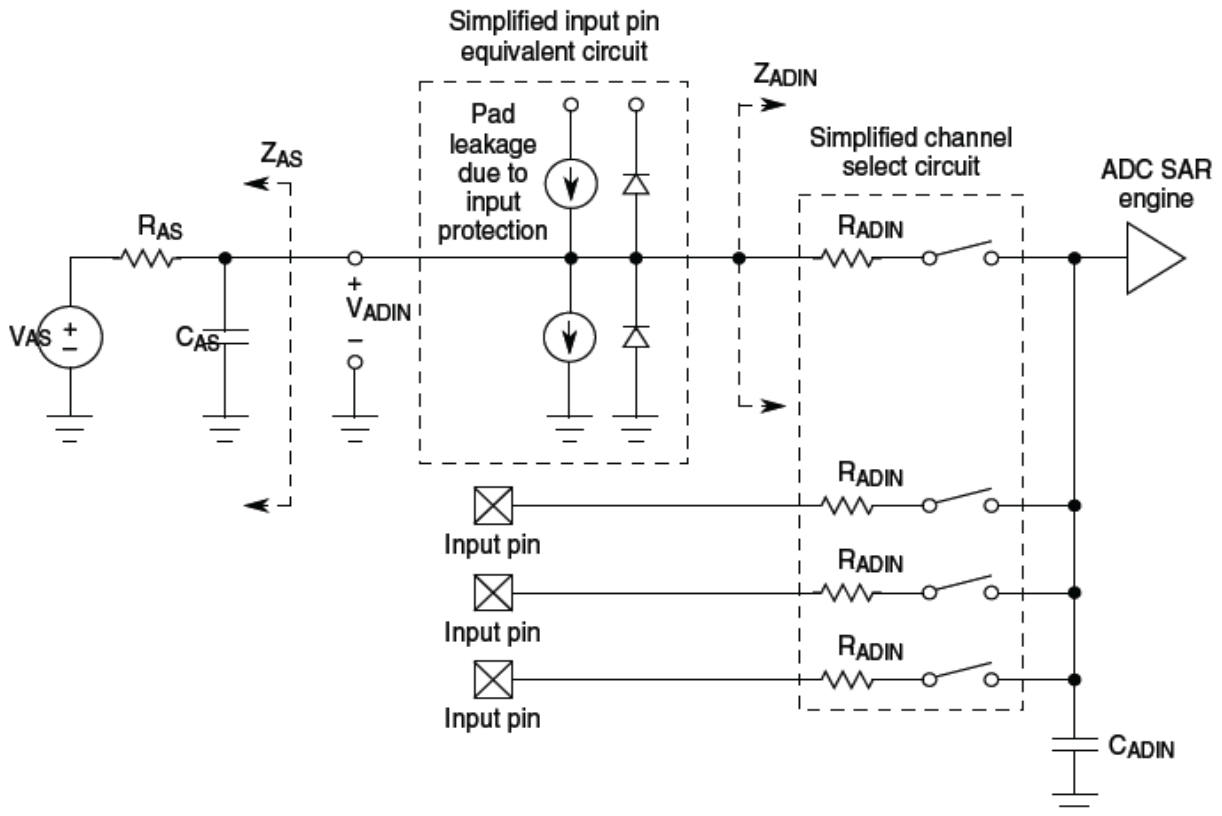 Simplified input pin
equivalent circuit
Pad
leakage
due to
input
protection
ZADIN
Simplified channel
select circuit
ADC SAR
engine
ZAS
RAS
RADIN
+
VADIN
−
VAS
+
−
CAS
RADIN
Input pin
RADIN
Input pin
RADIN
Input pin
CADIN